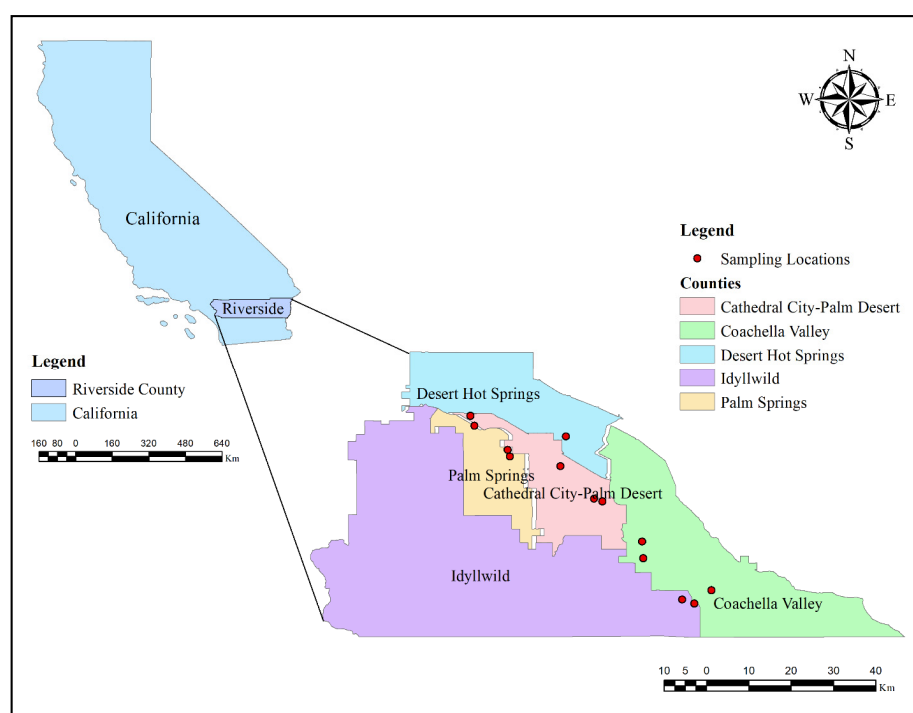 N
W E
S
California
Riverside
Legend
Riverside County
California
160 80 0 160 320 480 640
Km
Legend
Sampling Locations
Counties
Cathedral City-Palm Desert
Coachella Valley
Desert Hot Springs
Idyllwild
Palm Springs
Desert Hot Springs
Palm Springs
Cathedral City-Palm Desert
Idyllwild
Coachella Valley
10 5 0 10 20 30 40
Km